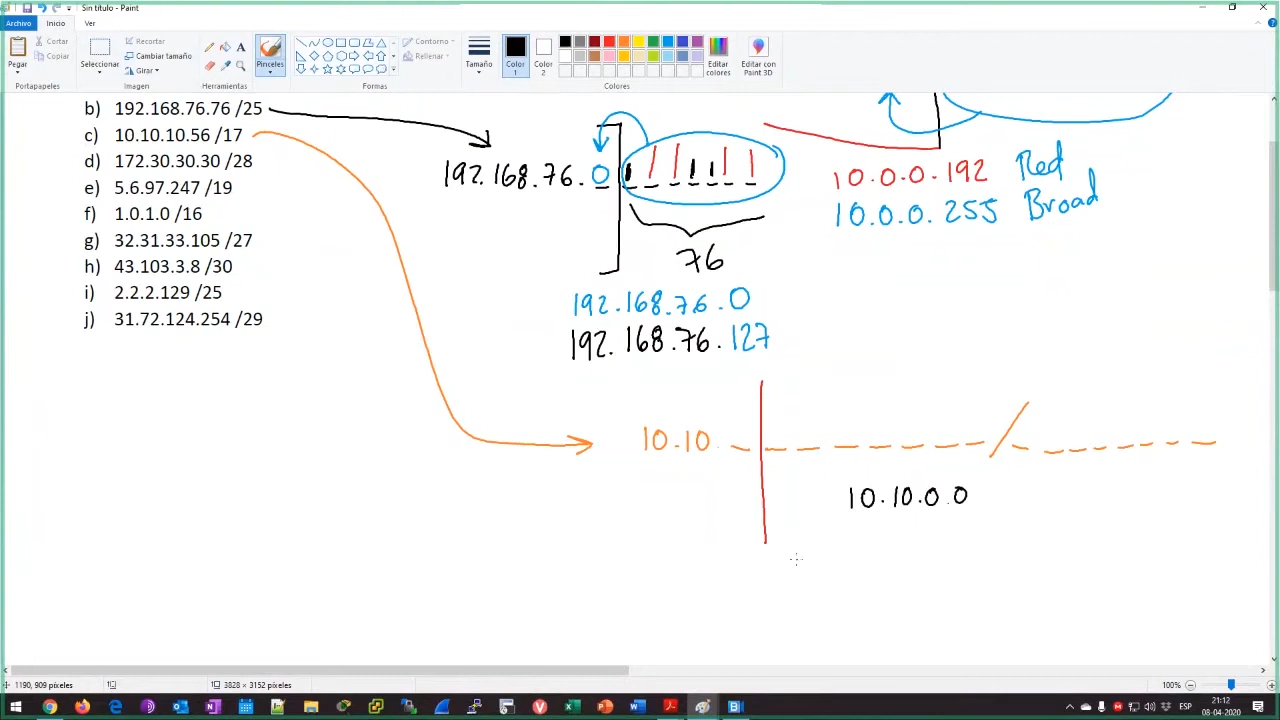 Sin título - Paint
Archivo Inicio Ver
Pegar
Cortar
Copiar
Portapapeles
Seleccionar
Recortar
Cambiar tamaño
Girar
Imagen
A
Herramientas
Pinceles
Contorno
Rellenar
Formas
Tamaño
Color 1
Color 2
Editar colores
Colores
Editar con Paint 3D
b) 192.168.76.76 /25
c) 10.10.10.56 /17
d) 172.30.30.30 /28
e) 5.6.97.247 /19
f) 1.0.1.0 /16
g) 32.31.33.105 /27
h) 43.103.3.8 /30
i) 2.2.2.129 /25
j) 31.72.124.254 /29
192.168.76.0
76
192.168.76.0
192.168.76.127
10.0.0.192 Red
10.0.0.255 Broad
10.10
10.10.0.0
1190, 909 píxeles
3828 × 3152 píxeles
100%
ESP
21:12
08-04-2020